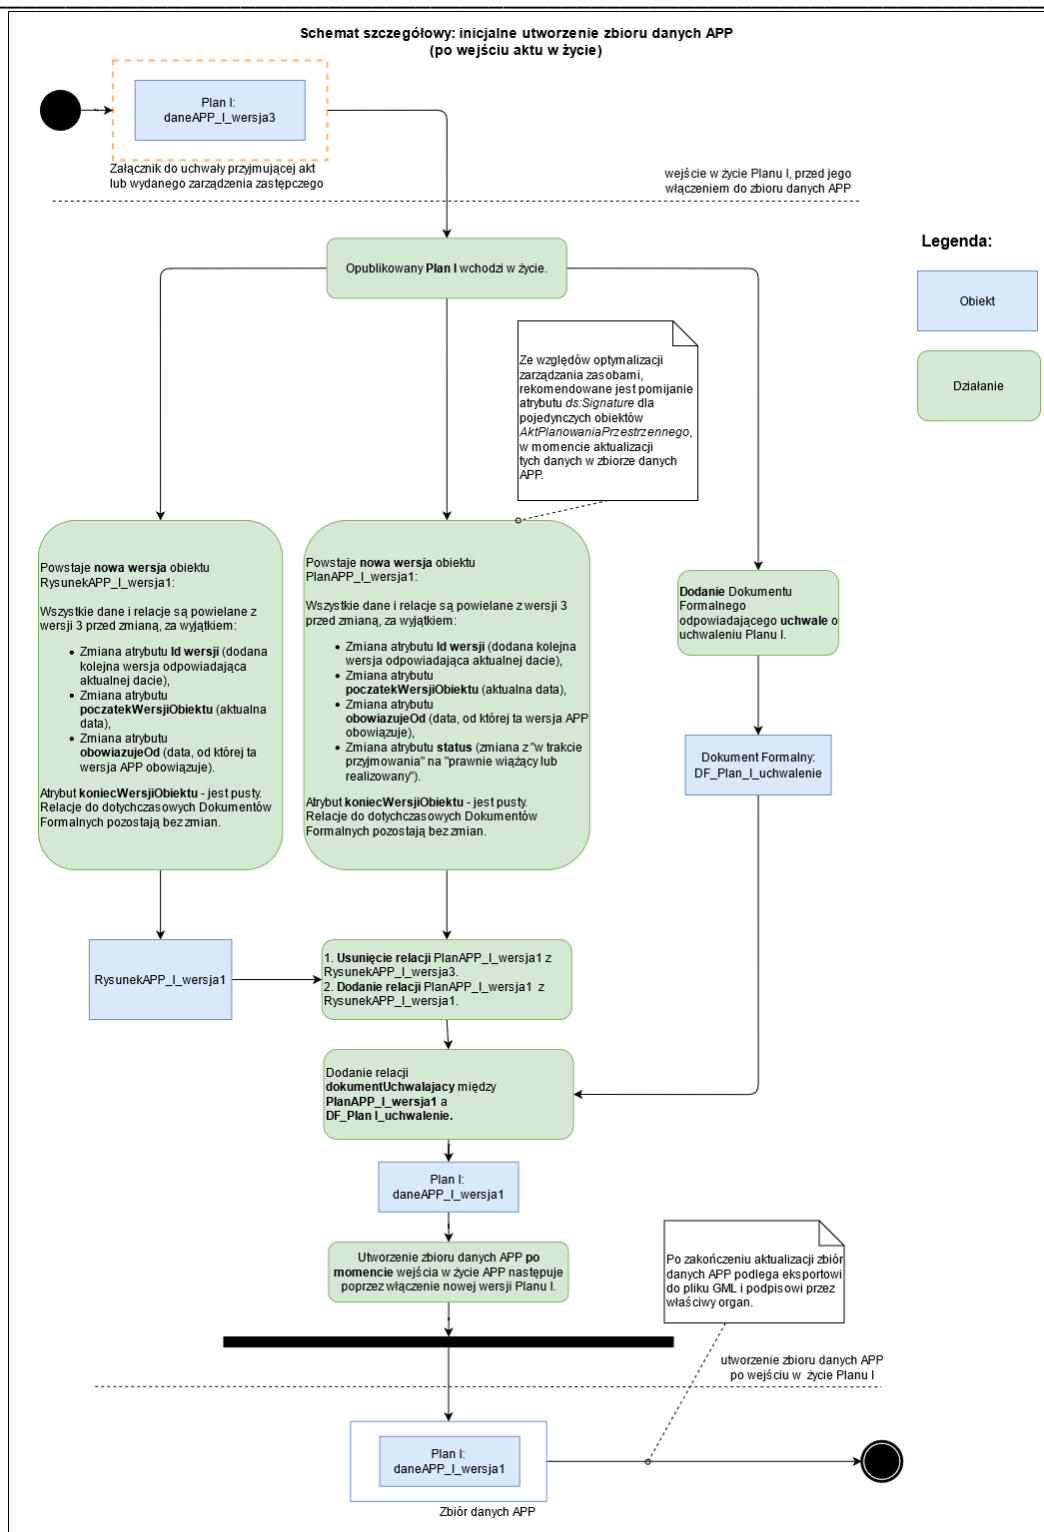 Schemat szczegółowy: inicjalne utworzenie zbioru danych APP
(po wejściu aktu w życie)
Plan I:
daneAPP_I_wersja3
Załącznik do uchwały przyjmującej akt
lub wydanego zarządzenia zastępczego
wejście w życie Planu I, przed jego
włączeniem do zbioru danych APP
Legenda:
Obiekt
Działanie
Opublikowany Plan I wchodzi w życie.
Ze względów optymalizacji
zarządzania zasobami,
rekomendowane jest pomijanie
atrybutu ds:Signature dla
pojedynczych obiektów
AktPlanowaniaPrzestrzennego,
w momencie aktualizacji
tych danych w zbiorze danych
APP.
Powstaje nowa wersja obiektu
RysunekAPP_I_wersja1:
Wszystkie dane i relacje są powielane z
wersji 3 przed zmianą, za wyjątkiem:
• Zmiana atrybutu Id wersji (dodana
kolejna wersja odpowiadająca
aktualnej dacie),
• Zmiana atrybutu
poczatekWersjiObiektu (aktualna
data),
• Zmiana atrybutu
obowiazujeOd (data, od której ta
wersja APP obowiązuje).
Atrybut koniecWersjiObiektu - jest pusty.
Relacje do dotychczasowych Dokumentów
Formalnych pozostają bez zmian.
Powstaje nowa wersja obiektu
PlanAPP_I_wersja1:
Wszystkie dane i relacje są powielane z wersji 3
przed zmianą, za wyjątkiem:
• Zmiana atrybutu Id wersji (dodana kolejna
wersja odpowiadająca aktualnej dacie),
• Zmiana atrybutu
poczatekWersjiObiektu (aktualna data),
• Zmiana atrybutu
obowiazujeOd (data, od której ta wersja APP
obowiązuje),
• Zmiana atrybutu status (zmiana z "w trakcie
przyjmowania" na "prawnie wiążący lub
realizowany").
Atrybut koniecWersjiObiektu - jest pusty.
Relacje do dotychczasowych Dokumentów
Formalnych pozostają bez zmian.
Dodanie Dokumentu
Formalnego
odpowiadającego uchwale o
uchwaleniu Planu I.
Dokument Formalny:
DF_Plan_I_uchwalenie
RysunekAPP_I_wersja1
1. Usunięcie relacji PlanAPP_I_wersja1 z
RysunekAPP_I_wersja3.
2. Dodanie relacji PlanAPP_I_wersja1 z
RysunekAPP_I_wersja1.
Dodanie relacji
dokumentUchwalajacy między
PlanAPP_I_wersja1 a
DF_Plan I_uchwalenie.
Plan I:
daneAPP_I_wersja1
Utworzenie zbioru danych APP po
momencie wejścia w życie APP następuje
poprzez włączenie nowej wersji Planu I.
Po zakończeniu aktualizacji zbiór
danych APP podlega eksportowi
do pliku GML i podpisowi przez
właściwy organ.
utworzenie zbioru danych APP
po wejściu w życie Planu I
Plan I:
daneAPP_I_wersja1
Zbiór danych APP